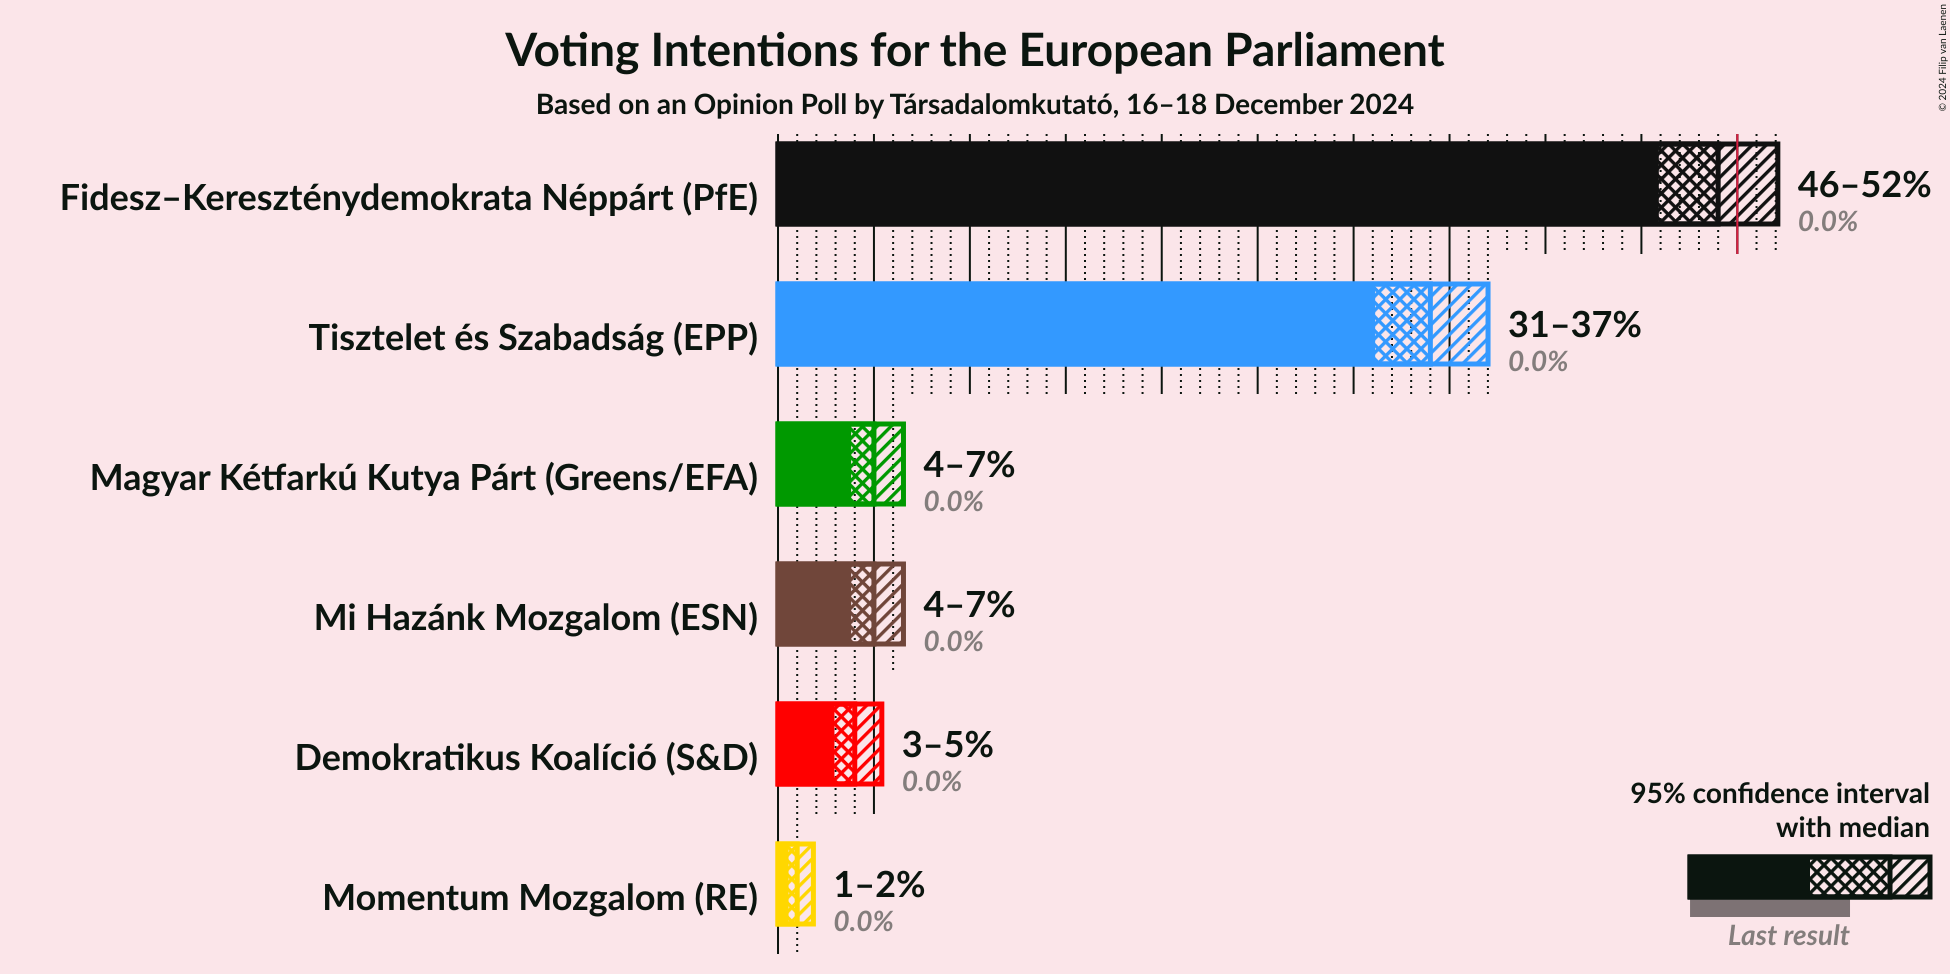 Voting Intentions for the European Parliament
Based on an Opinion Poll by Társadalomkutató, 16–18 December 2024
© 2024 Filip van Laenen
Fidesz–Kereszténydemokrata Néppárt (PfE)
46–52%
0.0%
Tisztelet és Szabadság (EPP)
31–37%
0.0%
Magyar Kétfarkú Kutya Párt (Greens/EFA)
4–7%
0.0%
Mi Hazánk Mozgalom (ESN)
4–7%
0.0%
Demokratikus Koalíció (S&D)
3–5%
0.0%
Momentum Mozgalom (RE)
1–2%
0.0%
95% confidence interval
with median
Last result